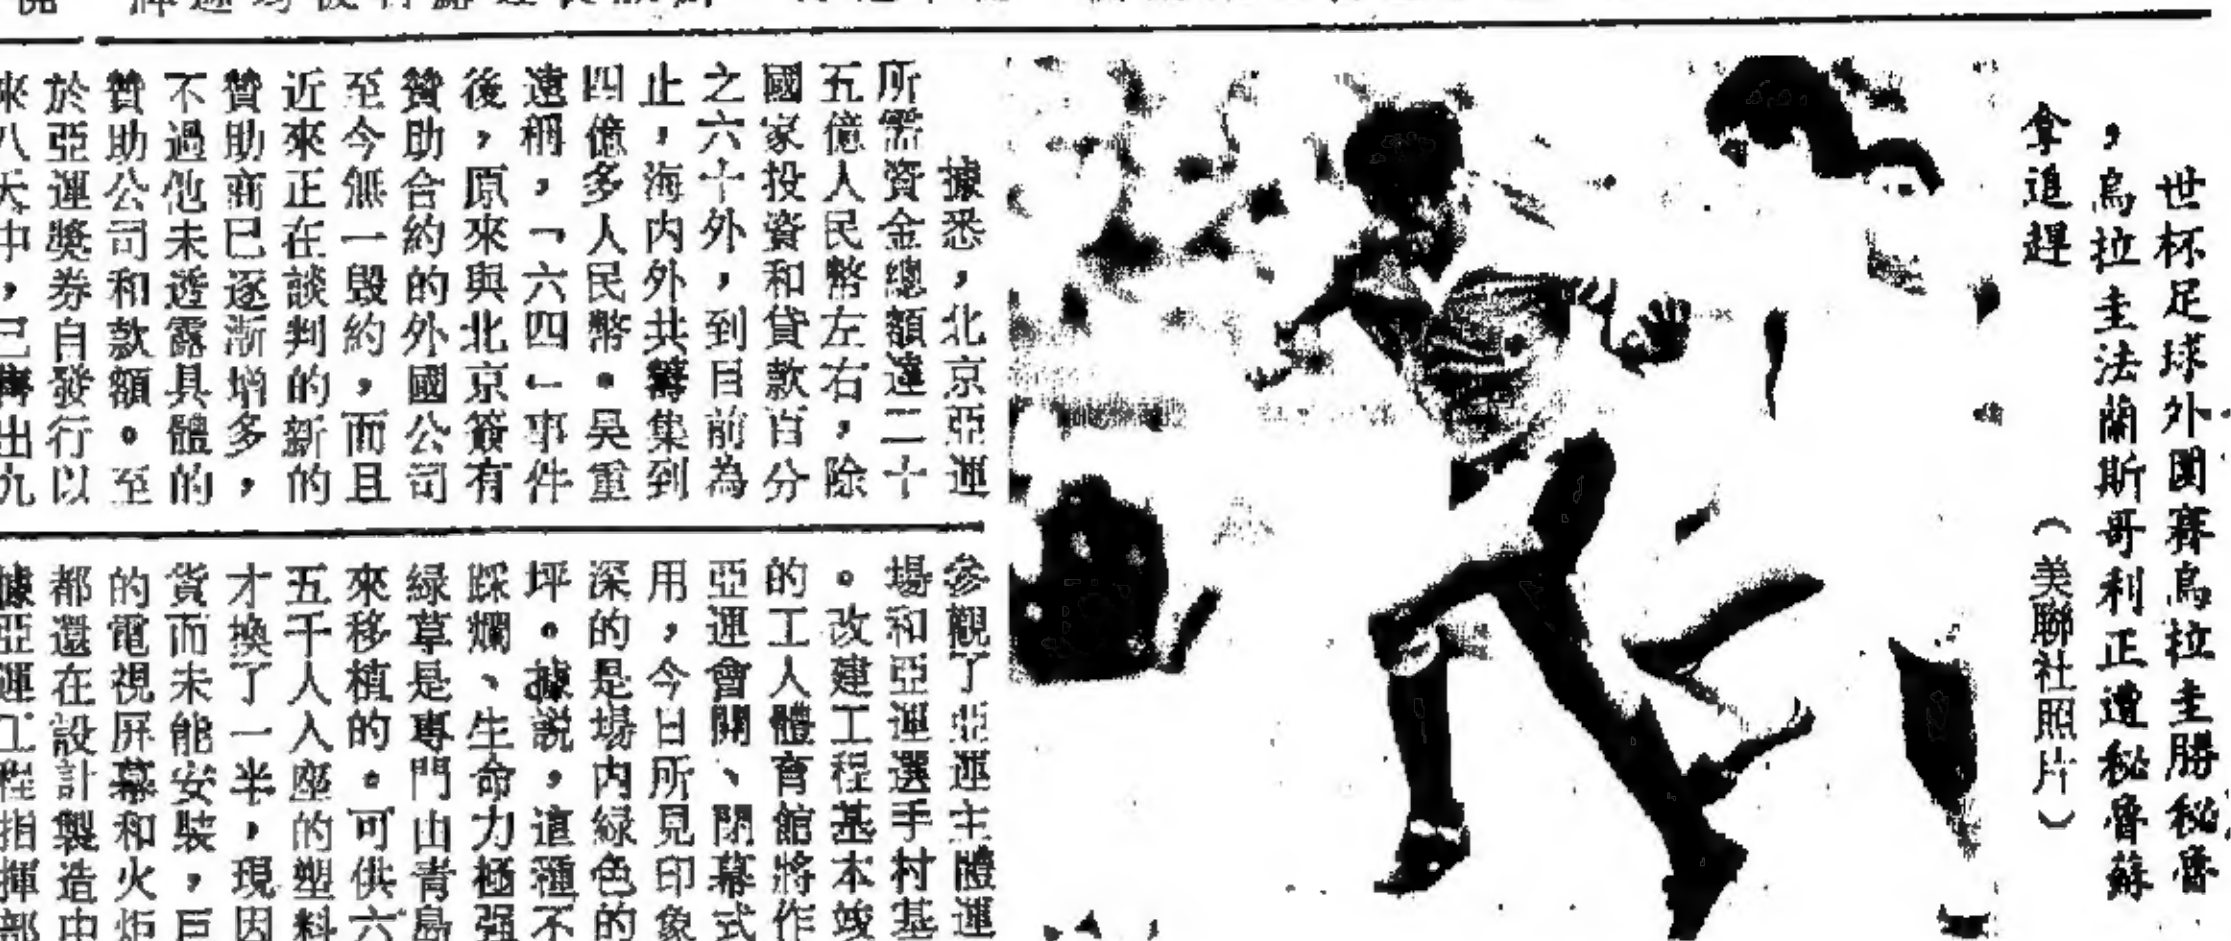 世杯足球外圍賽烏拉圭勝秘魯
，烏拉圭法蘭斯哥利正遭秘魯蘇
拿追趕
（美聯社照片）
據悉，北京亞運
所需資金總額達二十
五億人民幣左右，除
國家投資和貸款百分
之六十外，到目前為
止，海內外共籌集到
四億多人民幣。吳重
遠稱，「六四」事件
後，原來與北京簽有
贊助合約的外國公司
至今無一毀約，而且
近來正在談判的新的
贊助商已逐漸增多，
不過他未透露具體的
贊助公司和款額。至
於亞運獎券自發行以
來八天中，已售出九
參觀了亞運主體運
場和亞運選手村基
。改建工程基本竣
的工人體育館將作
亞運會開、閉幕式
用，今日所見印象
深的是場內綠色的
坪。據説，這種不
踩爛、生命力極强
綠草是專門由青島
來移植的。可供六
五千人入座的塑料
才換了一半，現因
貨而未能安裝，巨
的電視屏幕和火炬
都還在設計製造中
據亞運工程指揮部